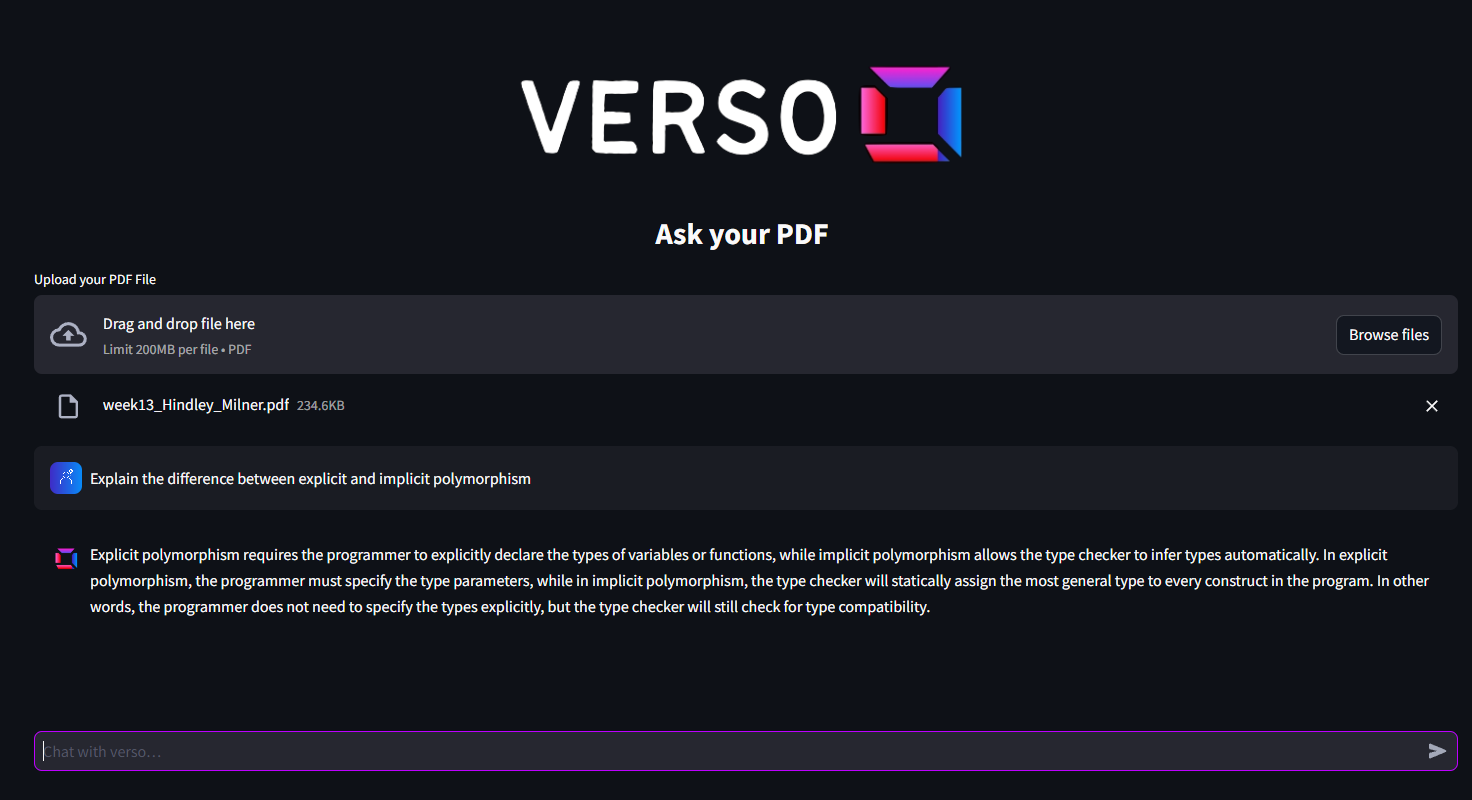 VERSO
Ask your PDF
Upload your PDF File
Drag and drop file here
Limit 200MB per file • PDF
Browse files
week13_Hindley_Milner.pdf 234.6KB
Explain the difference between explicit and implicit polymorphism
Explicit polymorphism requires the programmer to explicitly declare the types of variables or functions, while implicit polymorphism allows the type checker to infer types automatically. In explicit
polymorphism, the programmer must specify the type parameters, while in implicit polymorphism, the type checker will statically assign the most general type to every construct in the program. In other
words, the programmer does not need to specify the types explicitly, but the type checker will still check for type compatibility.
Chat with verso...